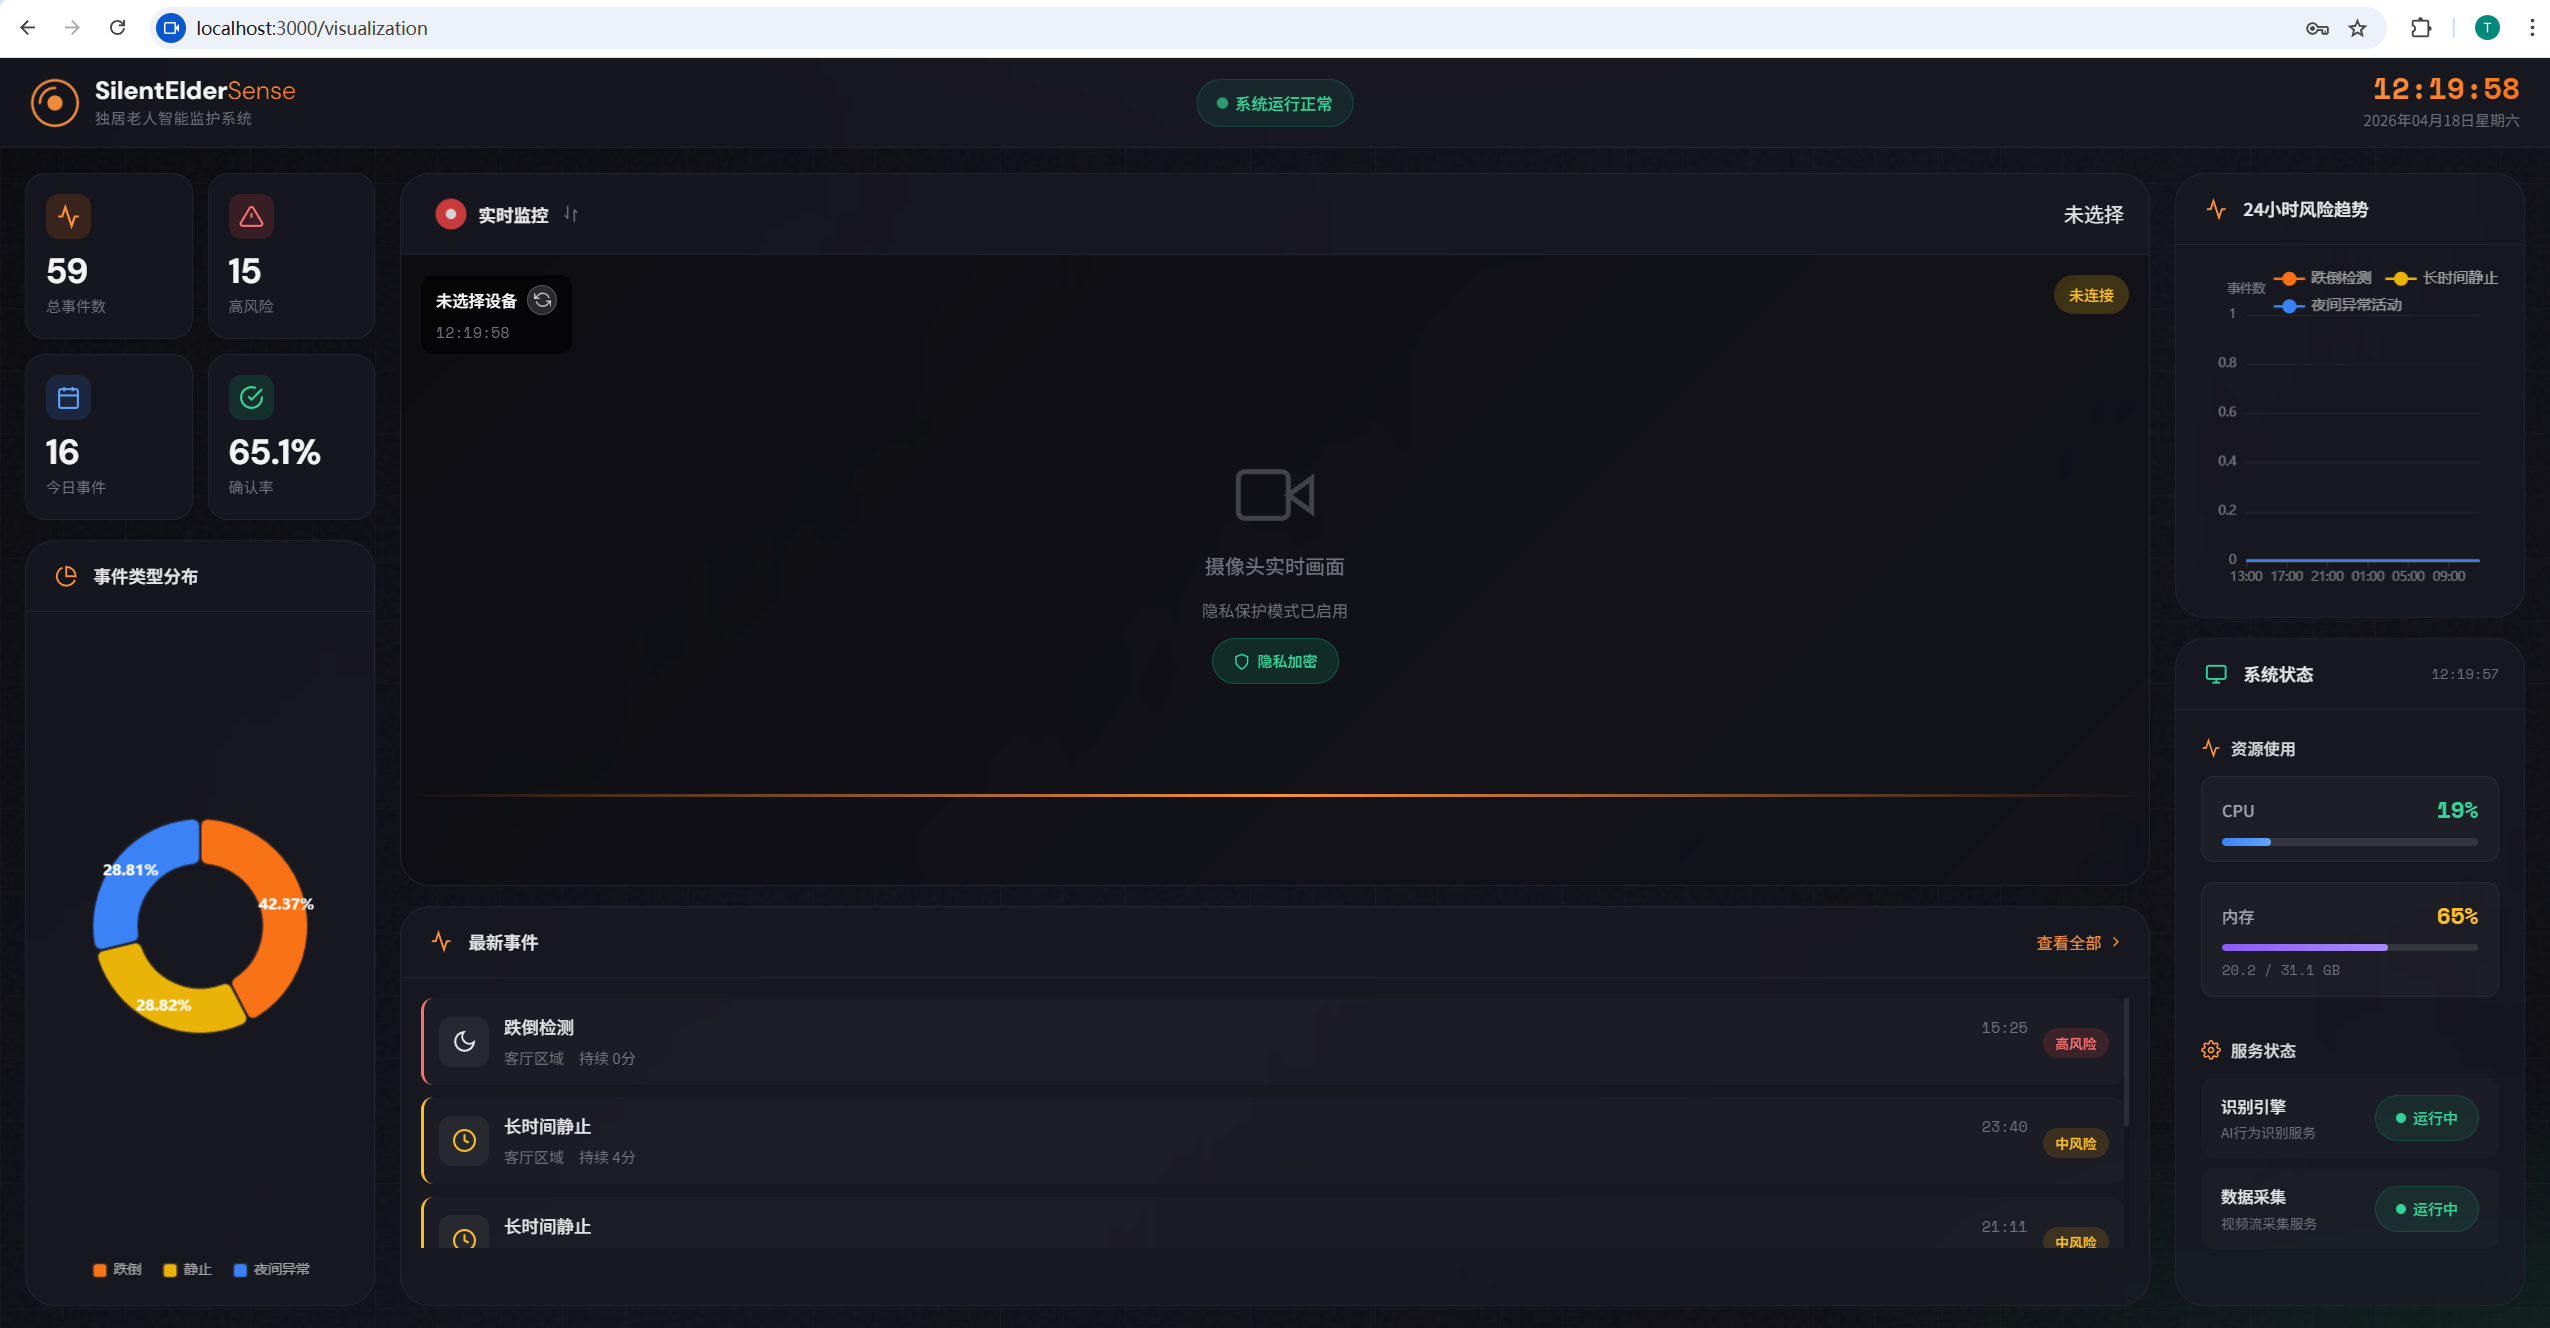 localhost:3000/visualization
T
SilentElderSense
独居老人智能监护系统
系统运行正常
12:19:58
2026年04月18日星期六
59
总事件数
15
高风险
16
今日事件
65.1%
确认率
事件类型分布
28.81%
42.37%
28.82%
跌倒
静止
夜间异常
实时监控
未选择
未选择设备
12:19:58
未连接
摄像头实时画面
隐私保护模式已启用
隐私加密
最新事件
查看全部
跌倒检测
客厅区域 持续 0分
15:25
高风险
长时间静止
客厅区域 持续 4分
23:40
中风险
长时间静止
21:11
中风险
24小时风险趋势
事件数
跌倒检测
长时间静止
夜间异常活动
1
0.8
0.6
0.4
0.2
0
13:00 17:00 21:00 01:00 05:00 09:00
系统状态
12:19:57
资源使用
CPU
19%
内存
65%
20.2 / 31.1 GB
服务状态
识别引擎
AI行为识别服务
运行中
数据采集
视频流采集服务
运行中